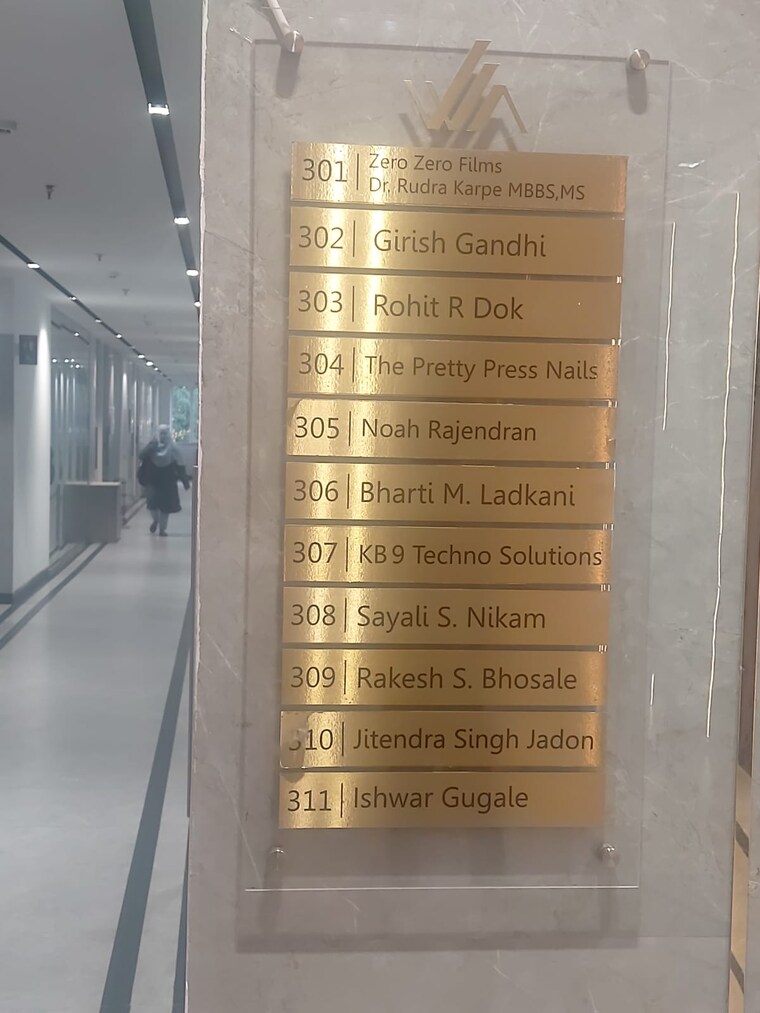 301 Zero Zero Films
Dr. Rudra Karpe MBBS,MS
302 Girish Gandhi
303 Rohit R Dok
304 The Pretty Press Nails
305 Noah Rajendran
306 Bharti M. Ladkani
307 KB9 Techno Solutions
308 Sayali S. Nikam
309 Rakesh S. Bhosale
310 Jitendra Singh Jadon
311 Ishwar Gugale